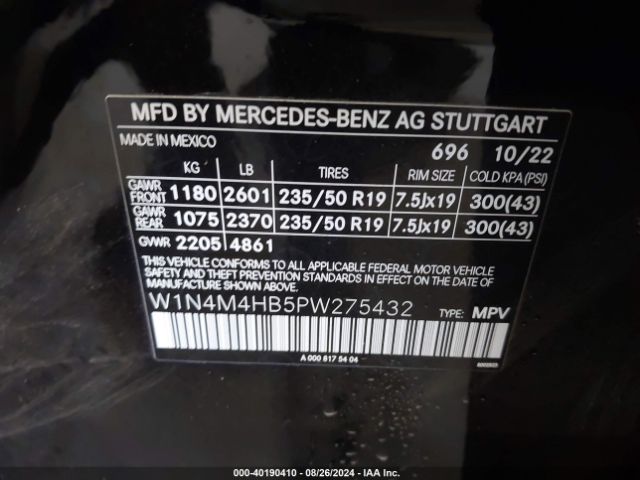 MFD BY MERCEDES-BENZ AG STUTTGART
MADE IN MEXICO 696 10/22
KG LB TIRES RIM SIZE COLD KPA(PSI)
GAWR FRONT 1180 2601 235/50 R19 7.5Jx19 300(43)
GAWR REAR 1075 2370 235/50 R19 7.5Jx19 300(43)
GVWR 2205 4861
THIS VEHICLE CONFORMS TO ALL APPLICABLE FEDERAL MOTOR VEHICLE
SAFETY AND THEFT PREVENTION STANDARDS IN EFFECT ON THE DATE OF
MANUFACTURE SHOWN ABOVE.
W1N4M4HB5PW275432 TYPE: MPV
A 000 817 54 04
000-40190410 - 08/26/2024 - IAA Inc.